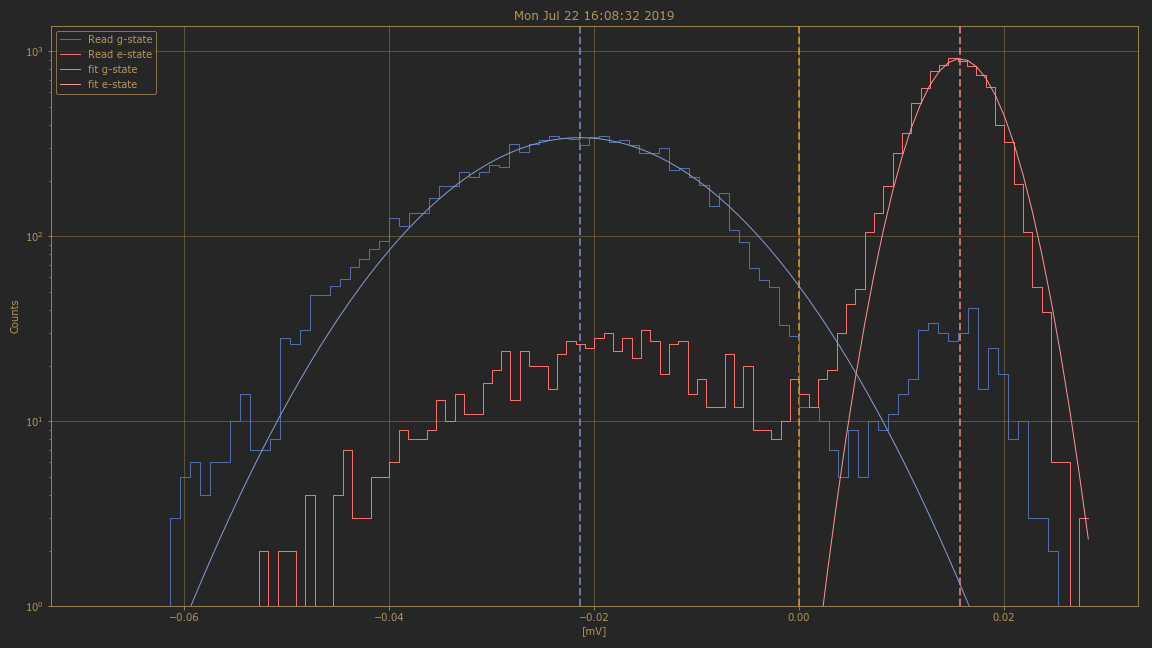 Mon Jul 22 16:08:32 2019
Read g-state
Read e-state
fit g-state
fit e-state
10³
10²
10¹
10⁰
Counts
−0.06
−0.04
−0.02
0.00
0.02
[mV]